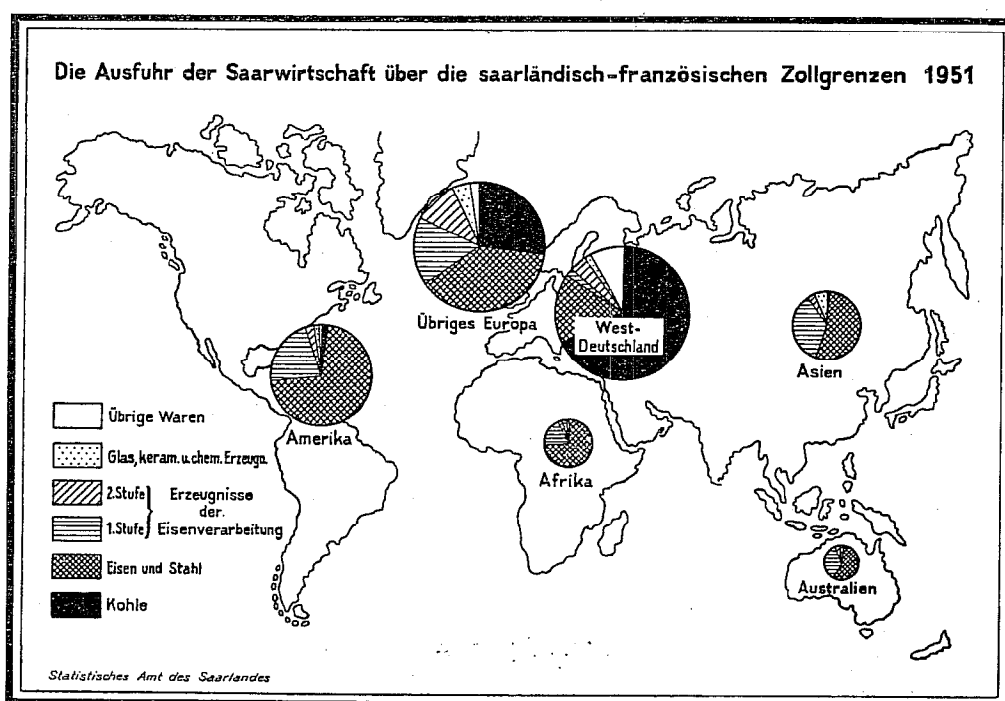 Die Ausfuhr der Saarwirtschaft über die saarländisch-französischen Zollgrenzen 1951
Übriges Europa
West-
Deutschland
Asien
Amerika
Afrika
Australien
Übrige Waren
Glas, keram. u. chem. Erzeugn.
2.Stufe
1.Stufe
Erzeugnisse
der
Eisenverarbeitung
Eisen und Stahl
Kohle
Statistisches Amt des Saarlandes